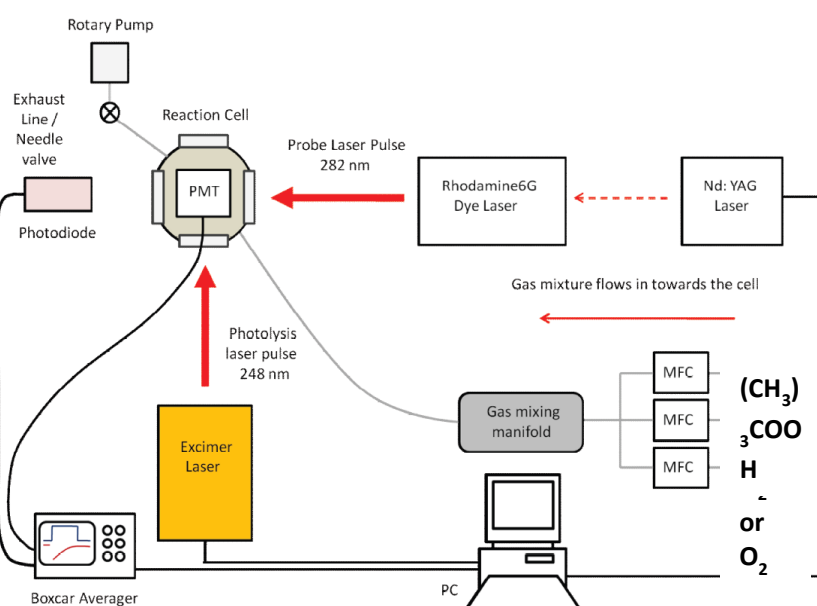 Rotary Pump
Exhaust
Line /
Needle
valve
Reaction Cell
Probe Laser Pulse
282 nm
PMT
Rhodamine6G
Dye Laser
Nd: YAG
Laser
Photodiode
Gas mixture flows in towards the cell
Photolysis
laser pulse
248 nm
MFC
MFC
MFC
Gas mixing
manifold
(CH3)
3COO
H
2
or
O2
Excimer
Laser
PC
Boxcar Averager